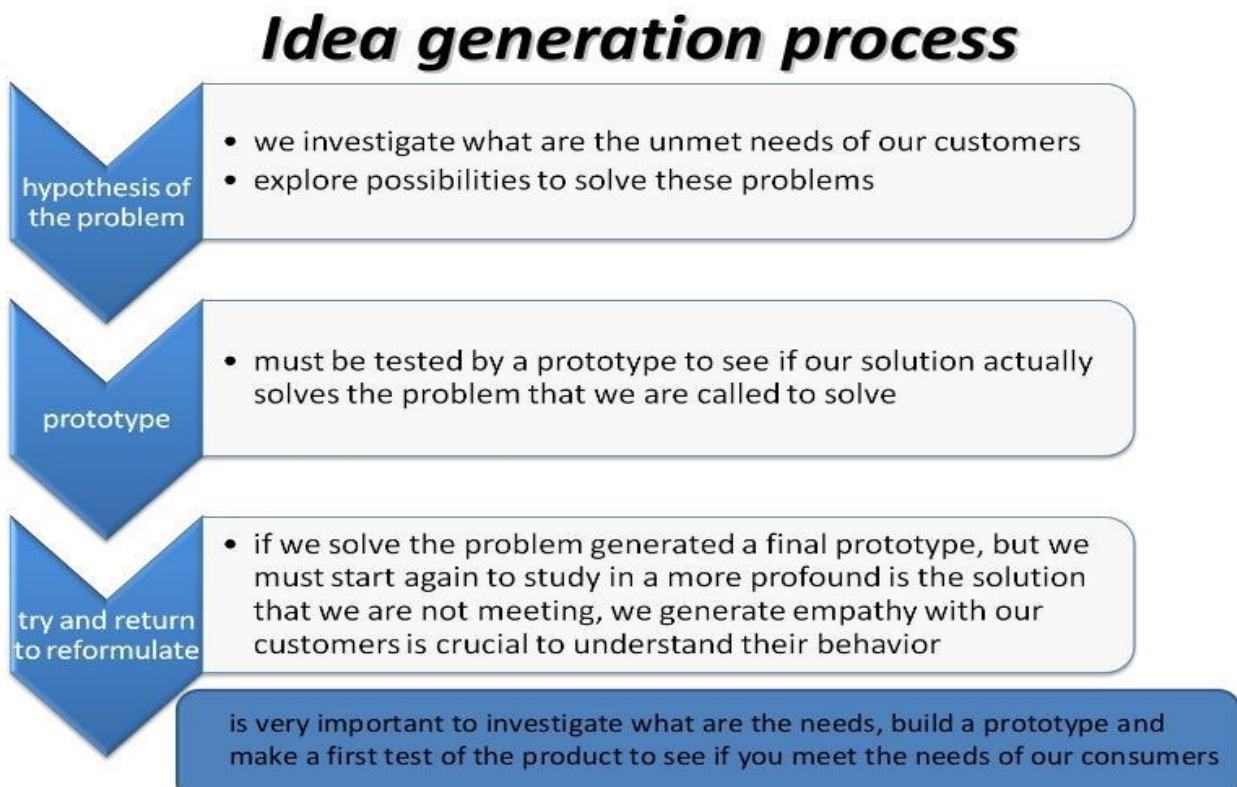 Idea generation process
hypothesis of
the problem
• we investigate what are the unmet needs of our customers
• explore possibilities to solve these problems
prototype
• must be tested by a prototype to see if our solution actually
solves the problem that we are called to solve
try and return
to reformulate
• if we solve the problem generated a final prototype, but we
must start again to study in a more profound is the solution
that we are not meeting, we generate empathy with our
customers is crucial to understand their behavior
is very important to investigate what are the needs, build a prototype and
make a first test of the product to see if you meet the needs of our consumers